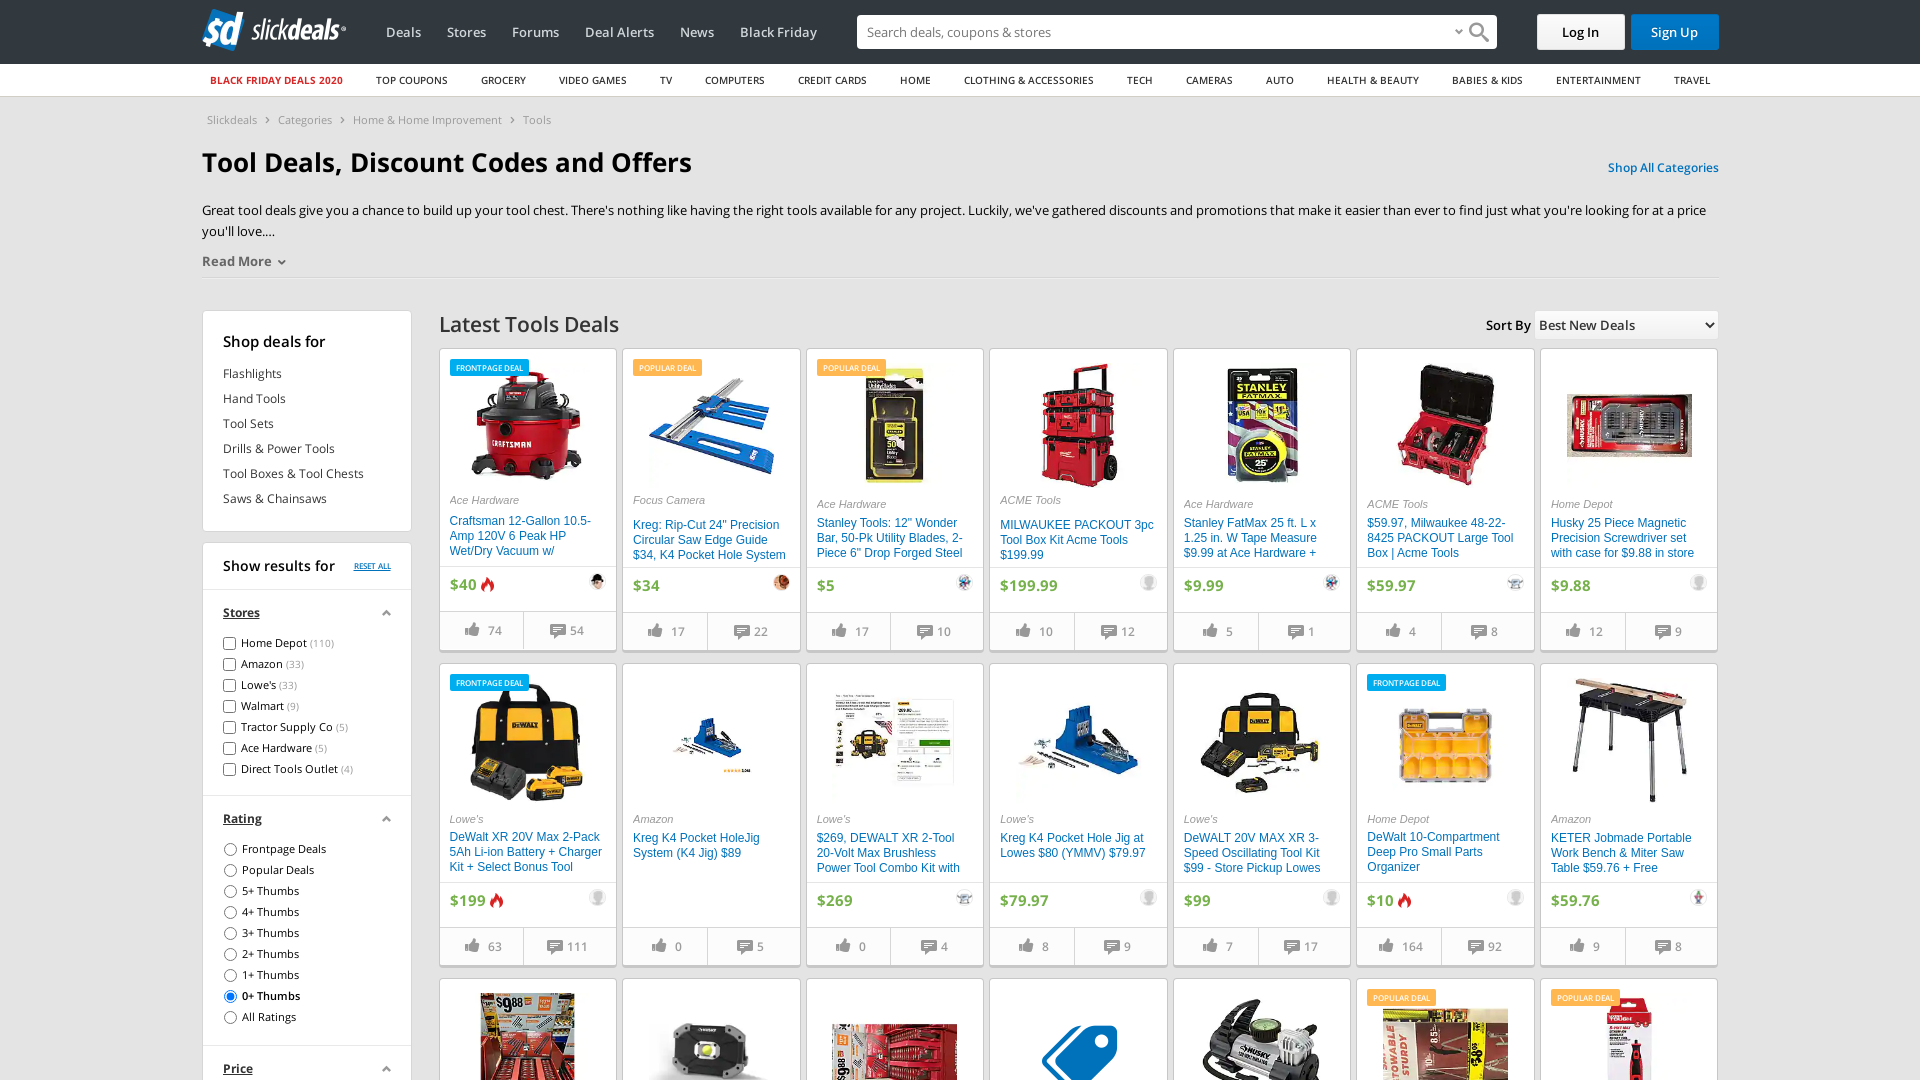 slickdeals
Deals
Stores
Forums
Deal Alerts
News
Black Friday
Search deals, coupons & stores
Log In
Sign Up
BLACK FRIDAY DEALS 2020
TOP COUPONS
GROCERY
VIDEO GAMES
TV
COMPUTERS
CREDIT CARDS
HOME
CLOTHING & ACCESSORIES
TECH
CAMERAS
AUTO
HEALTH & BEAUTY
BABIES & KIDS
ENTERTAINMENT
TRAVEL
Slickdeals > Categories > Home & Home Improvement > Tools
Tool Deals, Discount Codes and Offers
Shop All Categories
Great tool deals give you a chance to build up your tool chest. There's nothing like having the right tools available for any project. Luckily, we've gathered discounts and promotions that make it easier than ever to find just what you're looking for at a price
you'll love....
Read More
Shop deals for
Flashlights
Hand Tools
Tool Sets
Drills & Power Tools
Tool Boxes & Tool Chests
Saws & Chainsaws
Show results for
RESET ALL
Stores
Home Depot (110)
Amazon (33)
Lowe's (33)
Walmart (9)
Tractor Supply Co (5)
Ace Hardware (5)
Direct Tools Outlet (4)
Rating
Frontpage Deals
Popular Deals
5+ Thumbs
4+ Thumbs
3+ Thumbs
2+ Thumbs
1+ Thumbs
0+ Thumbs
All Ratings
Price
Latest Tools Deals
Sort By
Best New Deals
FRONTPAGE DEAL
CRAFTSMAN
Ace Hardware
Craftsman 12-Gallon 10.5-
Amp 120V 6 Peak HP
Wet/Dry Vacuum w/
$40
74
54
POPULAR DEAL
Focus Camera
Kreg: Rip-Cut 24" Precision
Circular Saw Edge Guide
$34, K4 Pocket Hole System
$34
17
22
POPULAR DEAL
Ace Hardware
Stanley Tools: 12" Wonder
Bar, 50-Pk Utility Blades, 2-
Piece 6" Drop Forged Steel
$5
17
10
ACME Tools
MILWAUKEE PACKOUT 3pc
Tool Box Kit Acme Tools
$199.99
$199.99
10
12
STANLEY
FATMAX
25'
Ace Hardware
Stanley FatMax 25 ft. L x
1.25 in. W Tape Measure
$9.99 at Ace Hardware +
$9.99
5
1
ACME Tools
$59.97, Milwaukee 48-22-
8425 PACKOUT Large Tool
Box | Acme Tools
$59.97
4
8
Home Depot
Husky 25 Piece Magnetic
Precision Screwdriver set
with case for $9.88 in store
$9.88
12
9
FRONTPAGE DEAL
DEWALT
Lowe's
DeWalt XR 20V Max 2-Pack
5Ah Li-ion Battery + Charger
Kit + Select Bonus Tool
$199
63
111
Amazon
Kreg K4 Pocket HoleJig
System (K4 Jig) $89
0
5
Lowe's
$269, DEWALT XR 2-Tool
20-Volt Max Brushless
Power Tool Combo Kit with
$269
0
4
Lowe's
Kreg K4 Pocket Hole Jig at
Lowes $80 (YMMV) $79.97
$79.97
8
9
Lowe's
DeWALT 20V MAX XR 3-
Speed Oscillating Tool Kit
$99 - Store Pickup Lowes
$99
7
17
FRONTPAGE DEAL
Home Depot
DeWalt 10-Compartment
Deep Pro Small Parts
Organizer
$10
164
92
Amazon
KETER Jobmade Portable
Work Bench & Miter Saw
Table $59.76 + Free
$59.76
9
8
$988
HUSKY
POPULAR DEAL
POPULAR DEAL